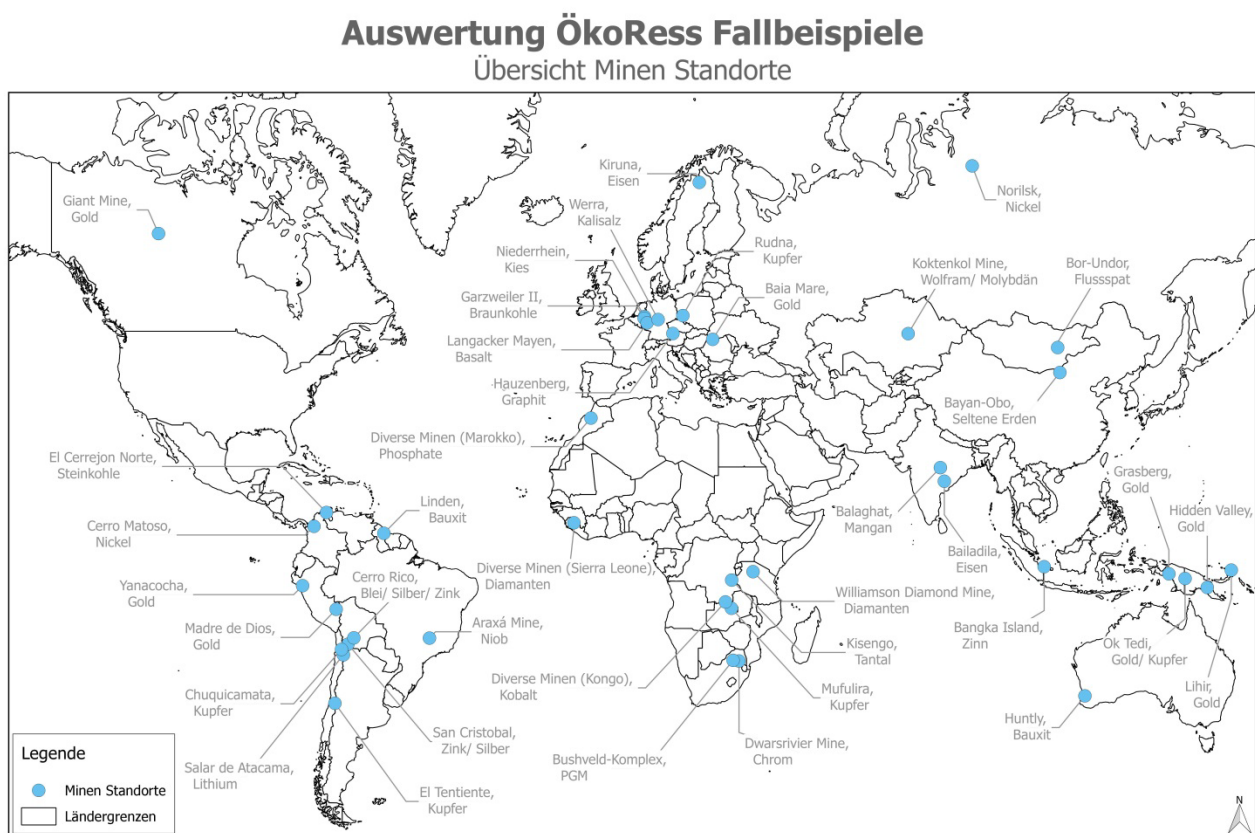 Auswertung ÖkoRess Fallbeispiele
Übersicht Minen Standorte
Kiruna,
Eisen
Norilsk,
Nickel
Giant Mine,
Gold
Werra,
Kalisalz
Rudna,
Kupfer
Niederrhein,
Kies
Koktenkol Mine,
Wolfram/ Molybdän
Bor-Undor,
Flussspat
Garzweiler II,
Braunkohle
Baia Mare,
Gold
Langacker Mayen,
Basalt
Hauzenberg,
Graphit
Bayan-Obo,
Seltene Erden
Diverse Minen (Marokko),
Phosphate
El Cerrejon Norte,
Steinkohle
Grasberg,
Gold
Linden,
Bauxit
Balaghat,
Mangan
Hidden Valley,
Gold
Cerro Matoso,
Nickel
Bailadila,
Eisen
Diverse Minen (Sierra Leone),
Diamanten
Cerro Rico,
Blei/ Silber/ Zink
Yanacocha,
Gold
Williamson Diamond Mine,
Diamanten
Madre de Dios,
Gold
Araxá Mine,
Niob
Bangka Island,
Zinn
Kisengo,
Tantal
Ok Tedi,
Gold/ Kupfer
Diverse Minen (Kongo),
Kobalt
Mufulira,
Kupfer
Lihir,
Gold
Chuquicamata,
Kupfer
San Cristobal,
Zink/ Silber
Huntly,
Bauxit
Dwarsrivier Mine,
Chrom
Bushveld-Komplex,
PGM
Salar de Atacama,
Lithium
El Tentiente,
Kupfer
Legende
Minen Standorte
Ländergrenzen
N